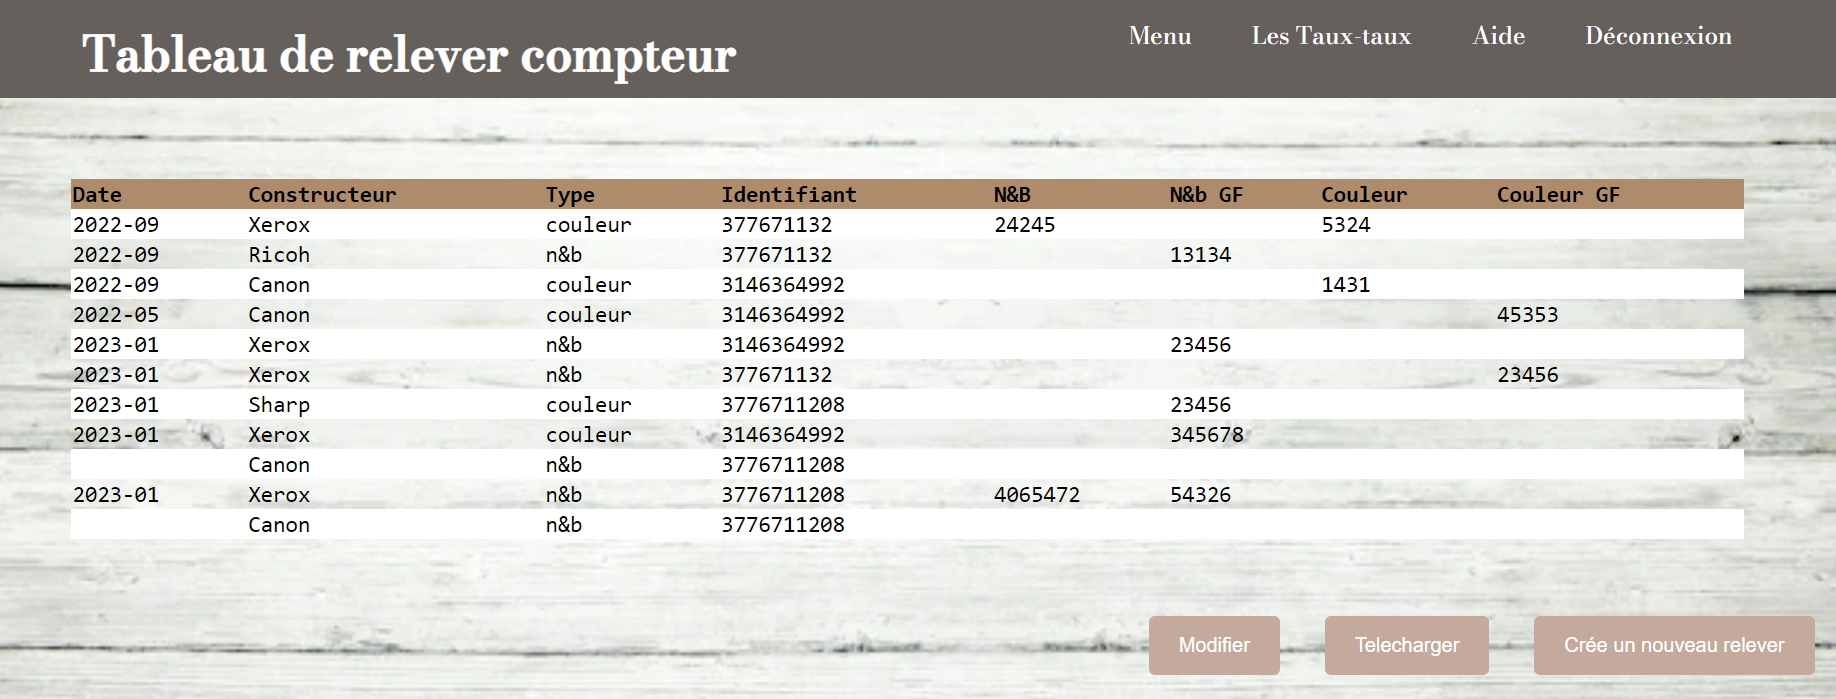 Tableau de relever compteur
Menu Les Taux-taux Aide Déconnexion
Date Constructeur Type Identifiant N&B N&b GF Couleur Couleur GF
2022-09 Xerox couleur 377671132 24245 5324
2022-09 Ricoh n&b 377671132 13134
2022-09 Canon couleur 3146364992 1431
2022-05 Canon couleur 3146364992 45353
2023-01 Xerox n&b 3146364992 23456
2023-01 Xerox n&b 377671132 23456
2023-01 Sharp couleur 3776711208 23456
2023-01 Xerox couleur 3146364992 345678
Canon n&b 3776711208
2023-01 Xerox n&b 3776711208 4065472 54326
Canon n&b 3776711208
Modifier Telecharger Crée un nouveau relever